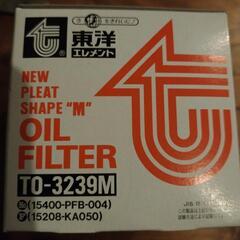 東洋
エレメント
NEW
PLEAT
SHAPE "M"
OIL
FILTER
TO-3239M
(15400-PFB-004)
(15208-KA050)